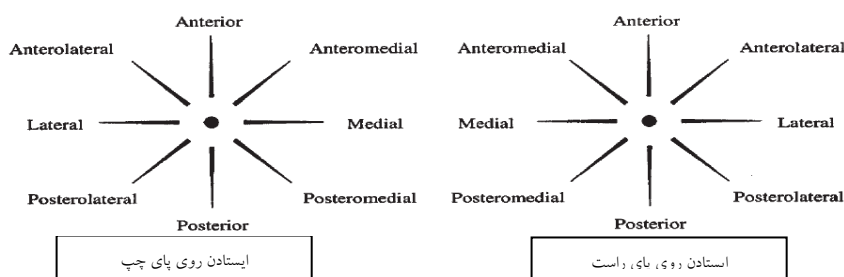 Anterior
Anterolateral Anteromedial
Lateral Medial
Posterolateral Posteromedial
Posterior
ایستادن روی پای چپ
Anterior
Anteromedial Anterolateral
Medial Lateral
Posteromedial Posterolateral
Posterior
ایستادن روی پای راست